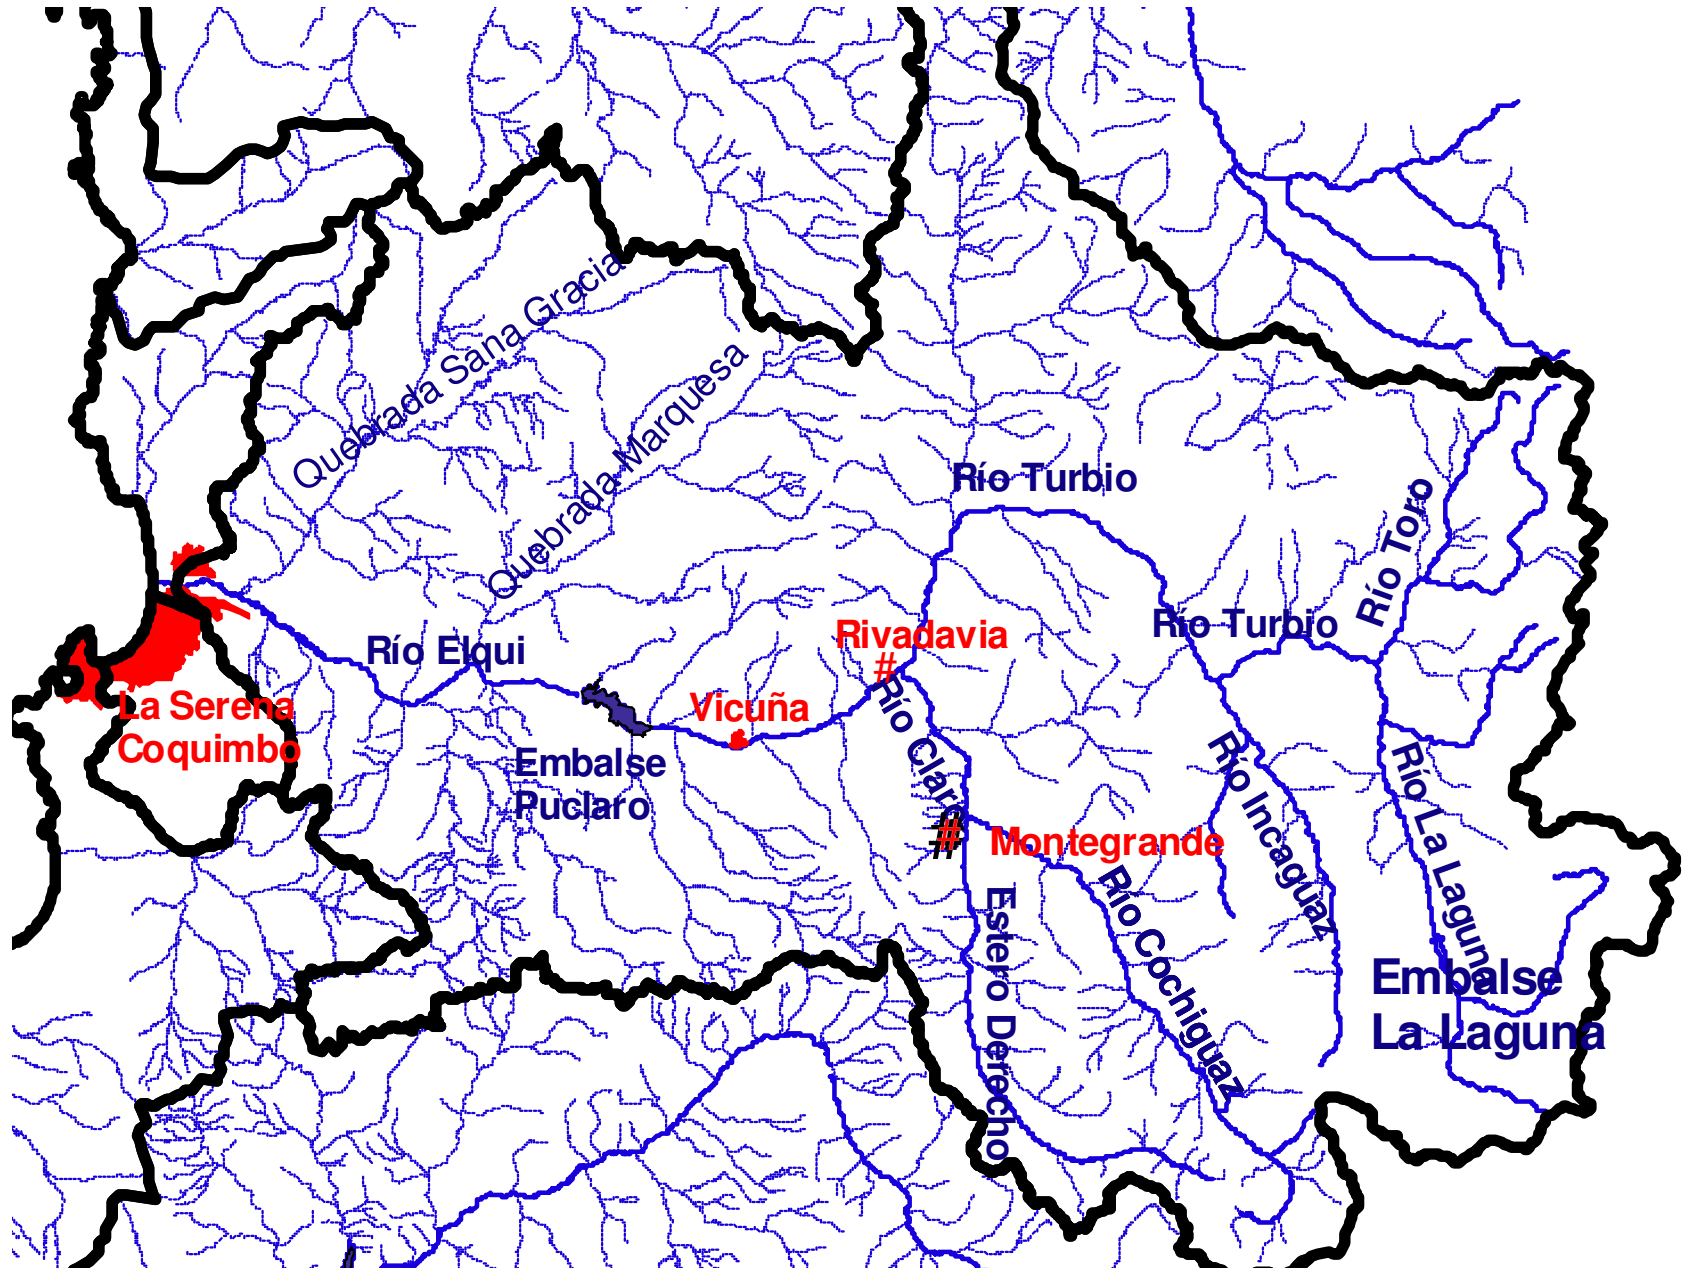 Quebrada Sana Gracia
Quebrada Marquesa
Río Turbio
Río Toro
Río Turbio
Rivadavia
#
Río Elqui
Río Claro
Vicuña
La Serena
Coquimbo
Embalse
Puclaro
Río Incaguaz
Río La Laguna
#
Montegrande
Río Cochiguaz
Estero Derecho
Embalse
La Laguna